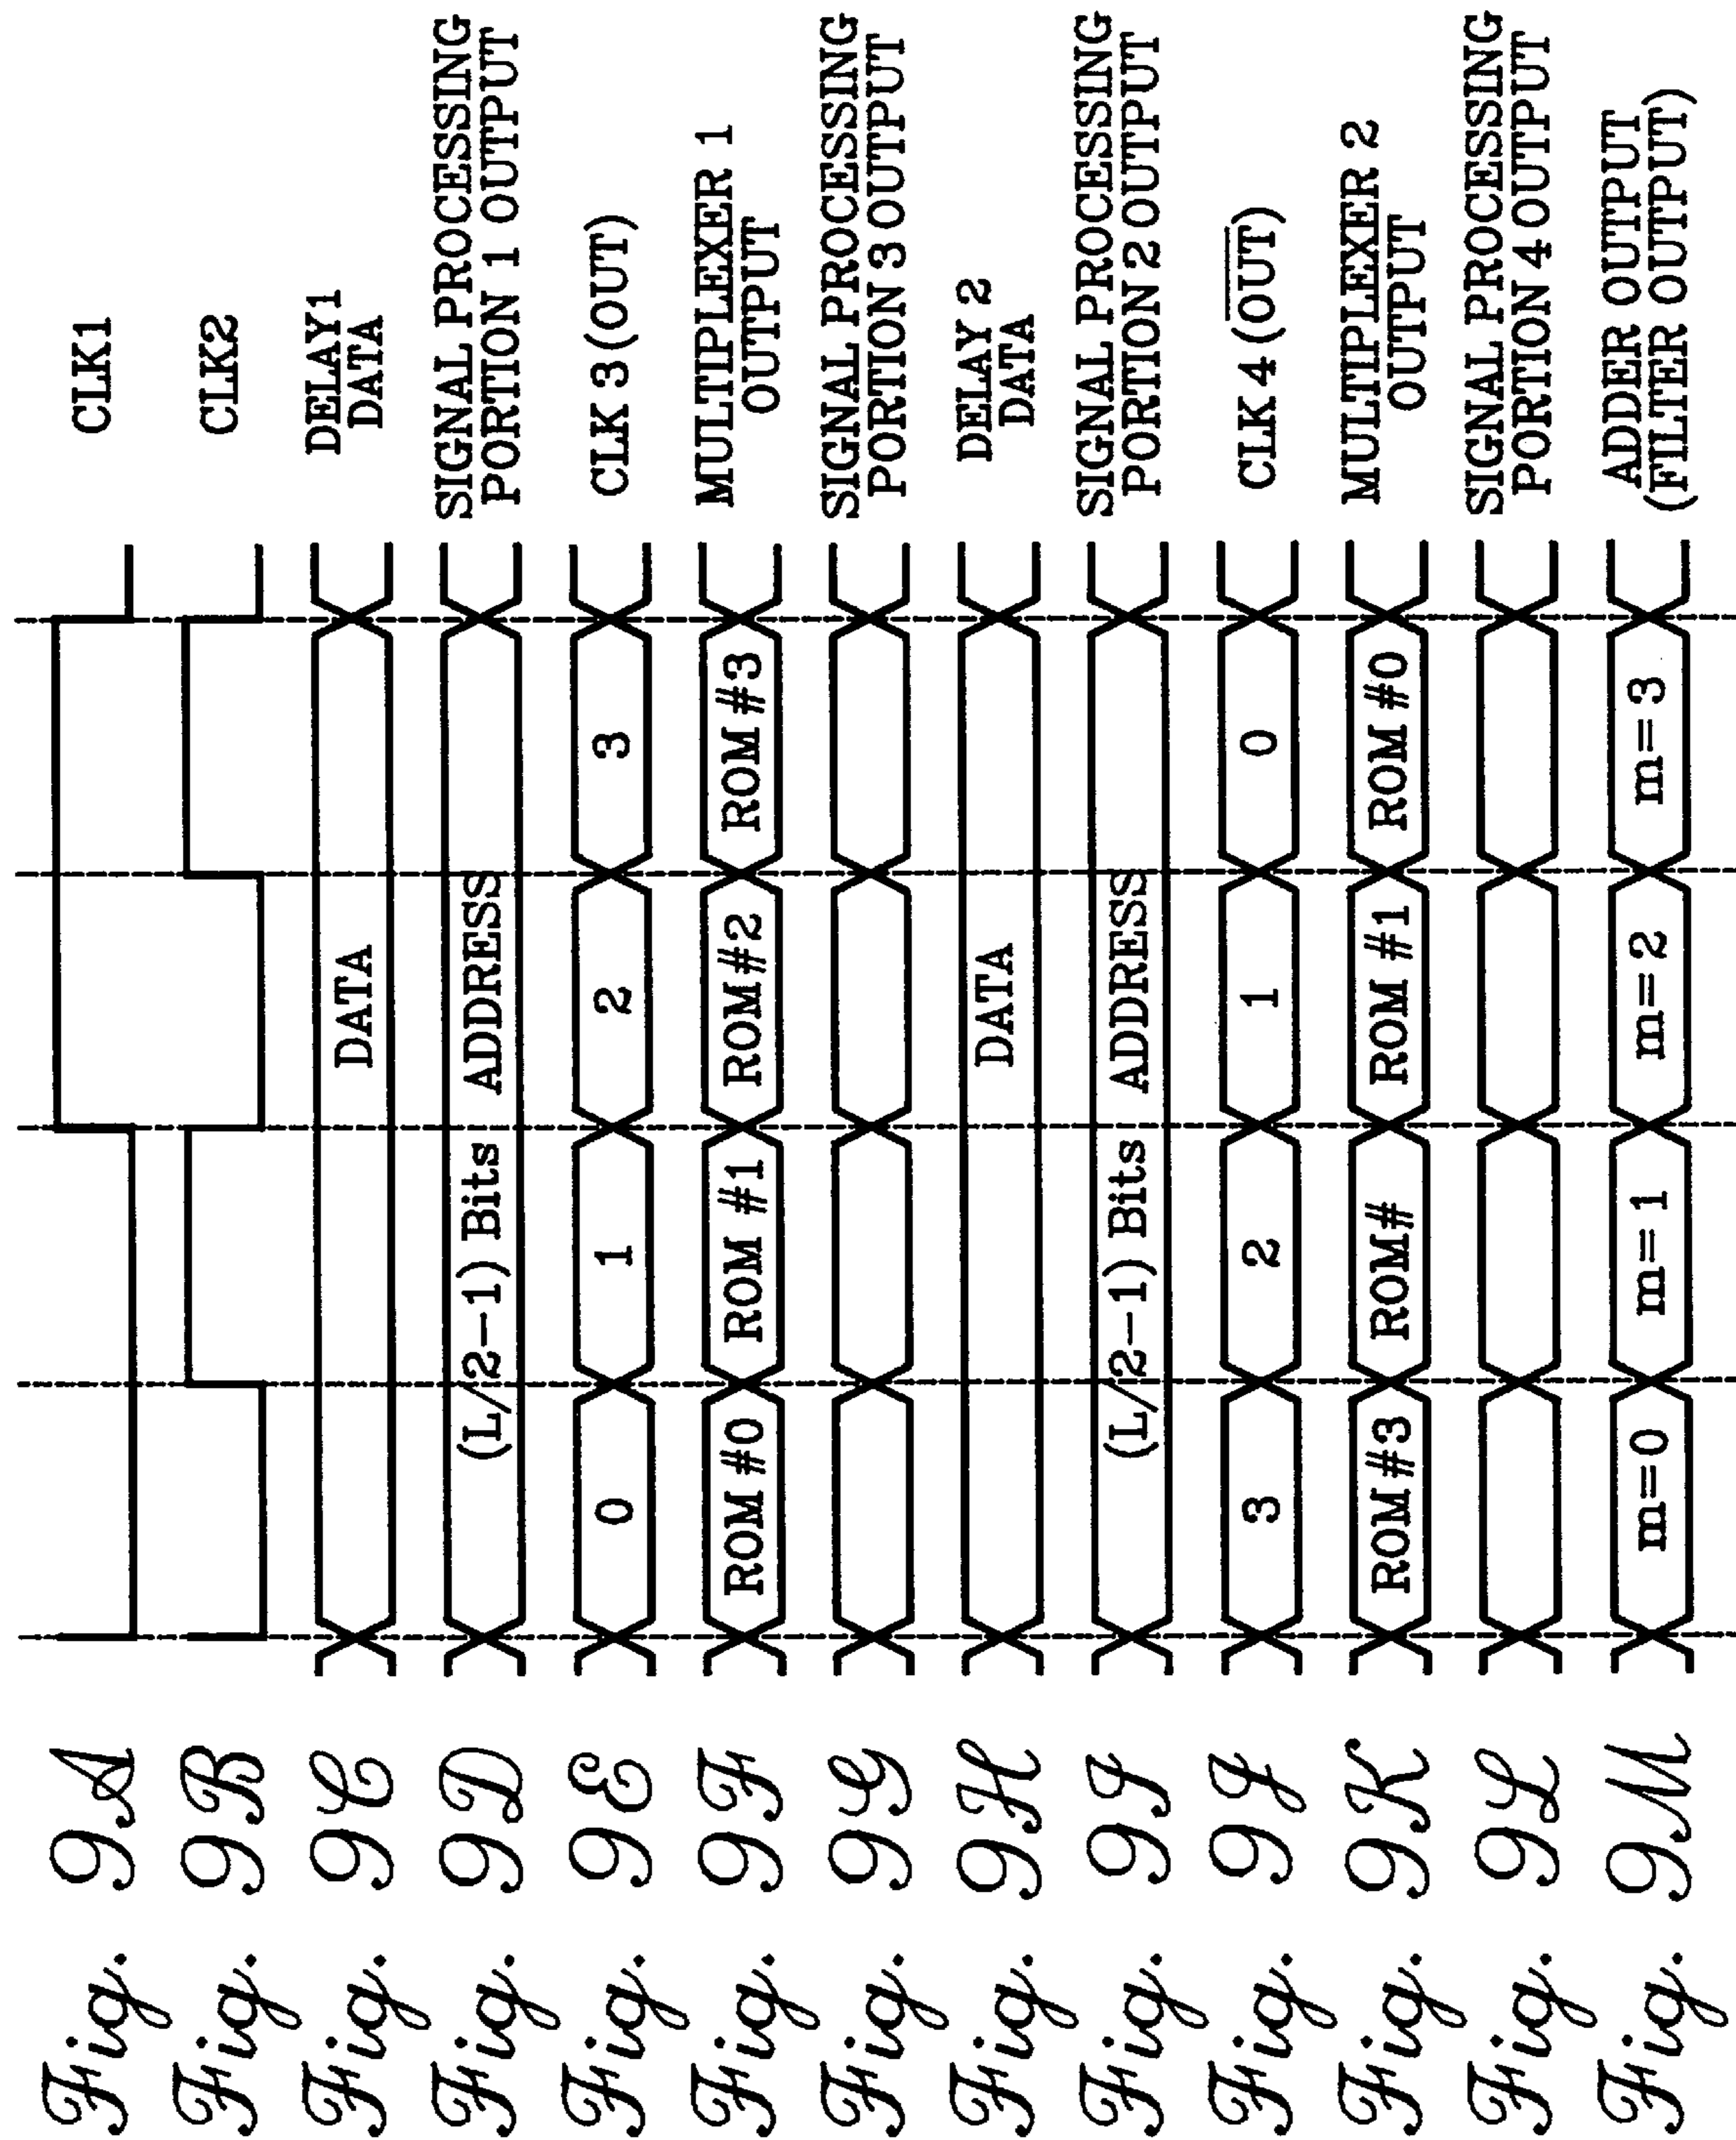 Fig. 9A CLK1
Fig. 9B CLK2
Fig. 9C DATA DELAY1
DATA
Fig. 9D (L/2-1) Bits ADDRESS SIGNAL PROCESSING
PORTION 1 OUTPUT
Fig. 9E 0 1 2 3 CLK 3 (OUT)
Fig. 9F ROM #0 ROM #1 ROM #2 ROM #3 MULTIPLEXER 1
OUTPUT
Fig. 9G SIGNAL PROCESSING
PORTION 3 OUTPUT
Fig. 9H DATA DELAY 2
DATA
Fig. 9I (L/2-1) Bits ADDRESS SIGNAL PROCESSING
PORTION 2 OUTPUT
Fig. 9J 3 2 1 0 CLK 4 (O̅U̅T̅)
Fig. 9K ROM #3 ROM# ROM #1 ROM #0 MULTIPLEXER 2
OUTPUT
Fig. 9L SIGNAL PROCESSING
PORTION 4 OUTPUT
Fig. 9M m=0 m=1 m=2 m=3 ADDER OUTPUT
(FILTER OUTPUT)